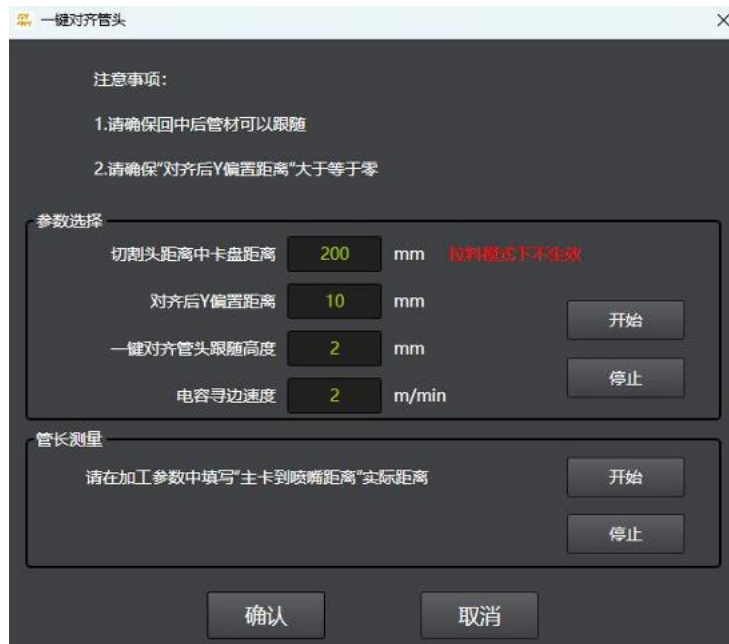 一键对齐管头
注意事项：
1.请确保回中后管材可以跟随
2.请确保"对齐后Y偏置距离"大于等于零
参数选择
切割头距离中卡盘距离 200 mm 拉料模式下不生效
对齐后Y偏置距离 10 mm
开始
一键对齐管头跟随高度 2 mm
停止
电容寻边速度 2 m/min
管长测量
请在加工参数中填写"主卡到喷嘴距离"实际距离 开始
停止
确认 取消